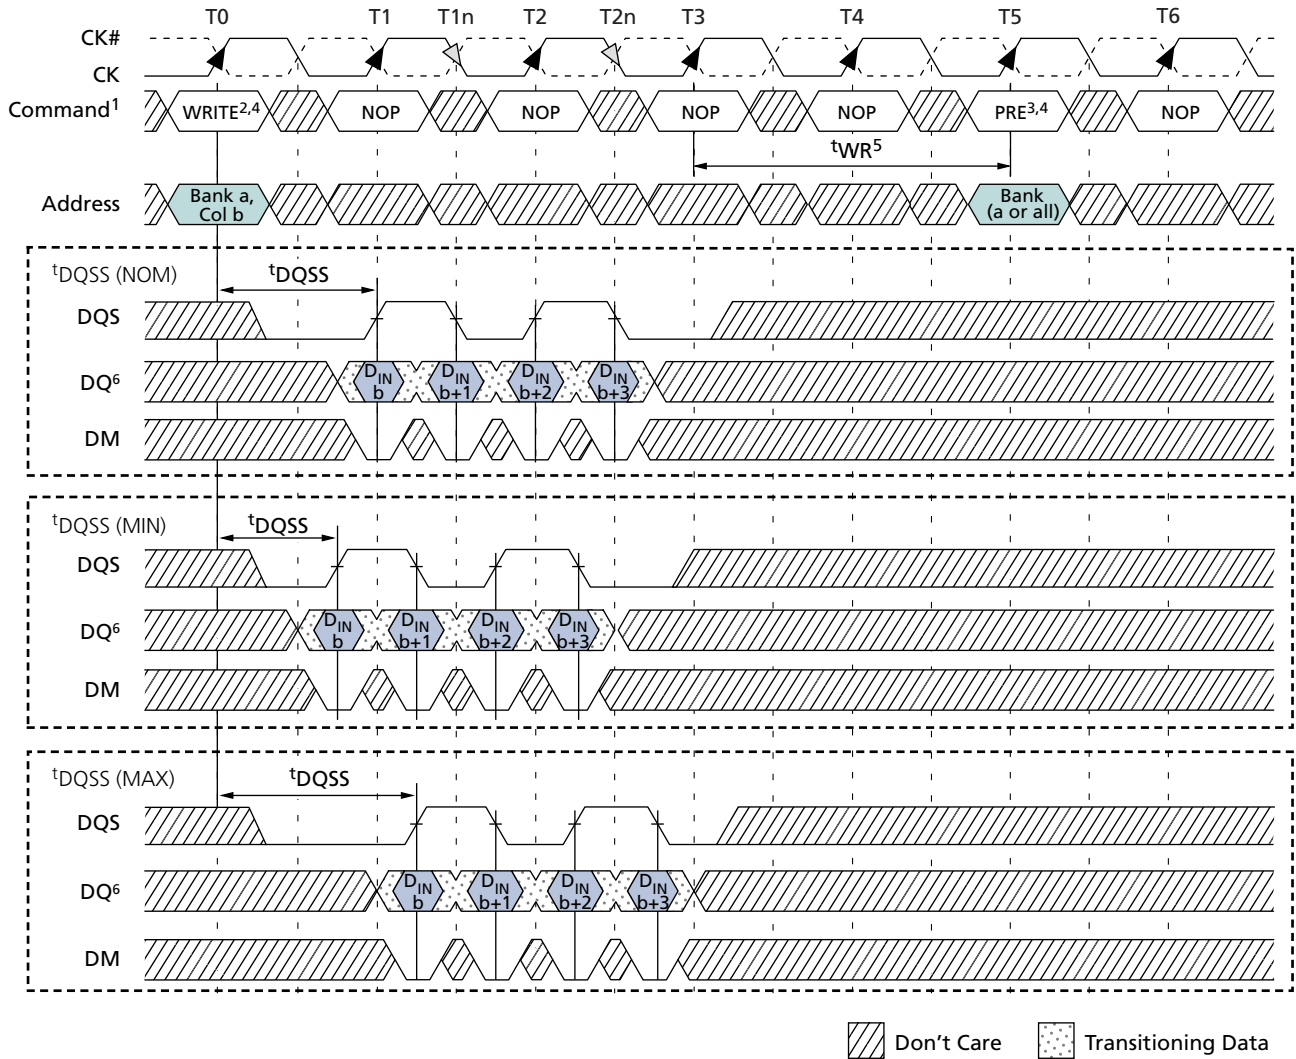 T0 T1 T1n T2 T2n T3 T4 T5 T6
CK#
CK
Command¹ WRITE²,⁴ NOP NOP NOP NOP PRE³,⁴ NOP
ᵗWR⁵
Address Bank a, Col b Bank (a or all)
ᵗDQSS (NOM) ᵗDQSS
DQS
DQ⁶ DIN b DIN b+1 DIN b+2 DIN b+3
DM
ᵗDQSS (MIN) ᵗDQSS
DQS
DQ⁶ DIN b DIN b+1 DIN b+2 DIN b+3
DM
ᵗDQSS (MAX) ᵗDQSS
DQS
DQ⁶ DIN b DIN b+1 DIN b+2 DIN b+3
DM
Don't Care Transitioning Data